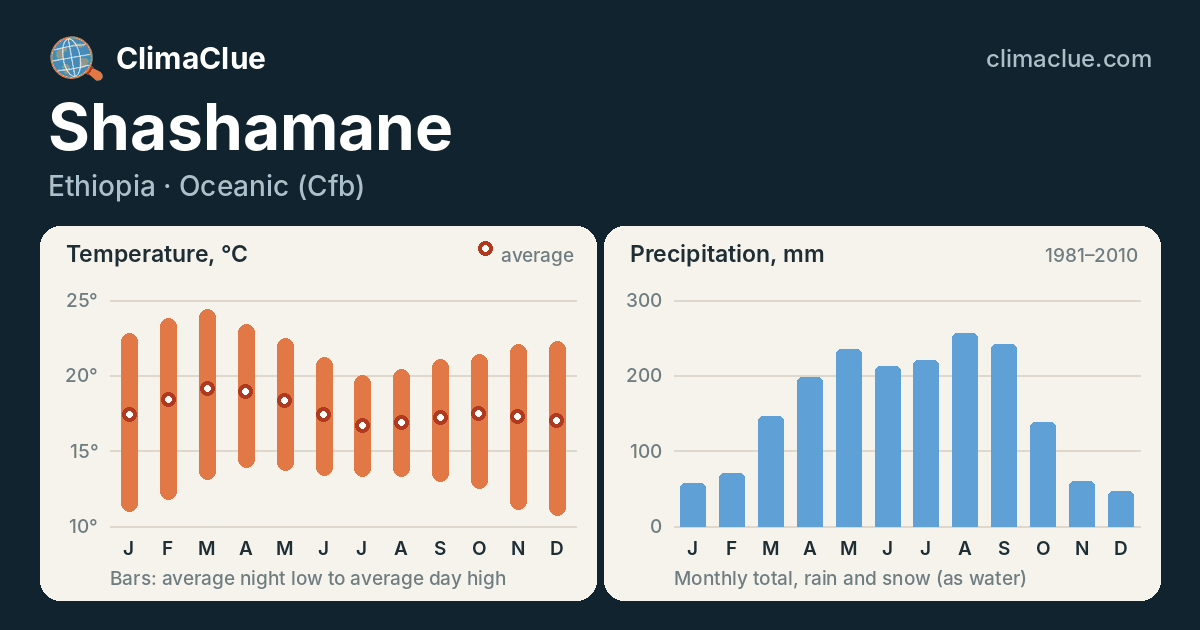 ClimaClue
climaclue.com
Shashamane
Ethiopia · Oceanic (Cfb)
Temperature, °C
average
25°
20°
15°
10°
J F M A M J J A S O N D
Bars: average night low to average day high
Precipitation, mm
1981–2010
300
200
100
0
J F M A M J J A S O N D
Monthly total, rain and snow (as water)